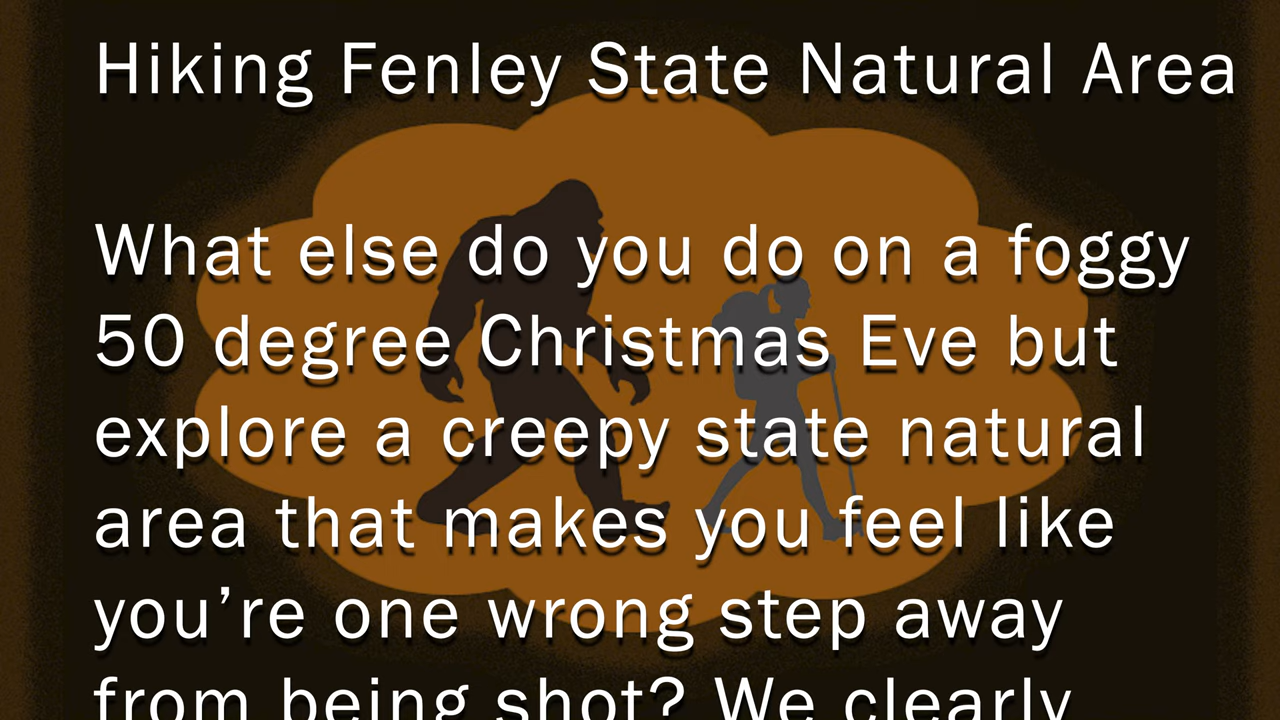 Hiking Fenley State Natural Area
What else do you do on a foggy
50 degree Christmas Eve but
explore a creepy state natural
area that makes you feel like
you’re one wrong step away
from being shot? We clearly